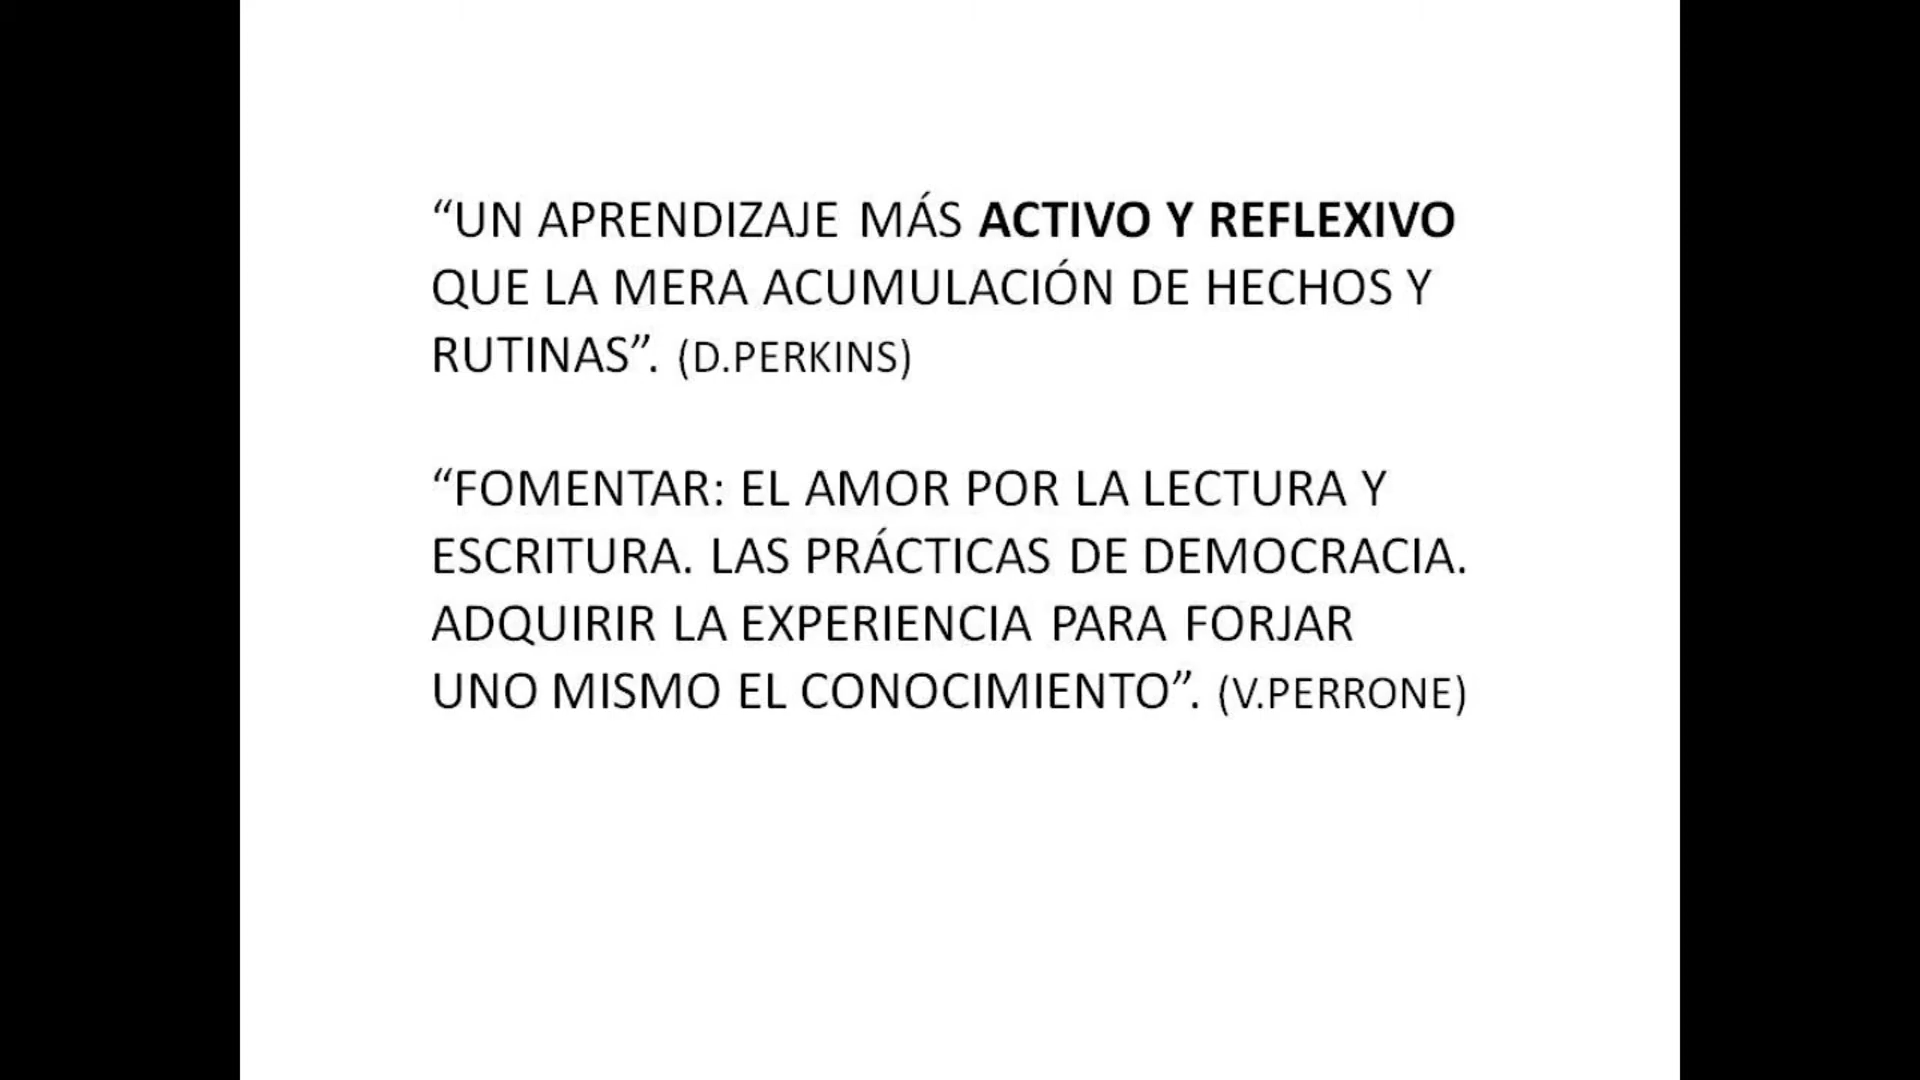 “UN APRENDIZAJE MÁS ACTIVO Y REFLEXIVO
QUE LA MERA ACUMULACIÓN DE HECHOS Y
RUTINAS”. (D.PERKINS)
“FOMENTAR: EL AMOR POR LA LECTURA Y
ESCRITURA. LAS PRÁCTICAS DE DEMOCRACIA.
ADQUIRIR LA EXPERIENCIA PARA FORJAR
UNO MISMO EL CONOCIMIENTO”. (V.PERRONE)